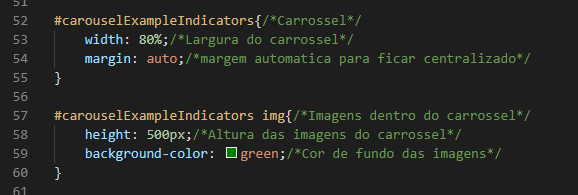 51
52 #carouselExampleIndicators{/*Carrossel*/
53 width: 80%;/*Largura do carrossel*/
54 margin: auto;/*margem automatica para ficar centralizado*/
55 }
56
57 #carouselExampleIndicators img{/*Imagens dentro do carrossel*/
58 height: 500px;/*Altura das imagens do carrossel*/
59 background-color: green;/*Cor de fundo das imagens*/
60 }
61